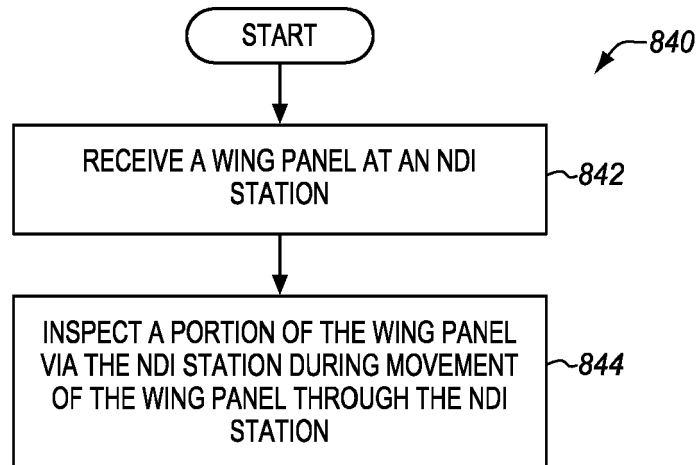 START
840
RECEIVE A WING PANEL AT AN NDI
STATION
842
INSPECT A PORTION OF THE WING PANEL
VIA THE NDI STATION DURING MOVEMENT
OF THE WING PANEL THROUGH THE NDI
STATION
844